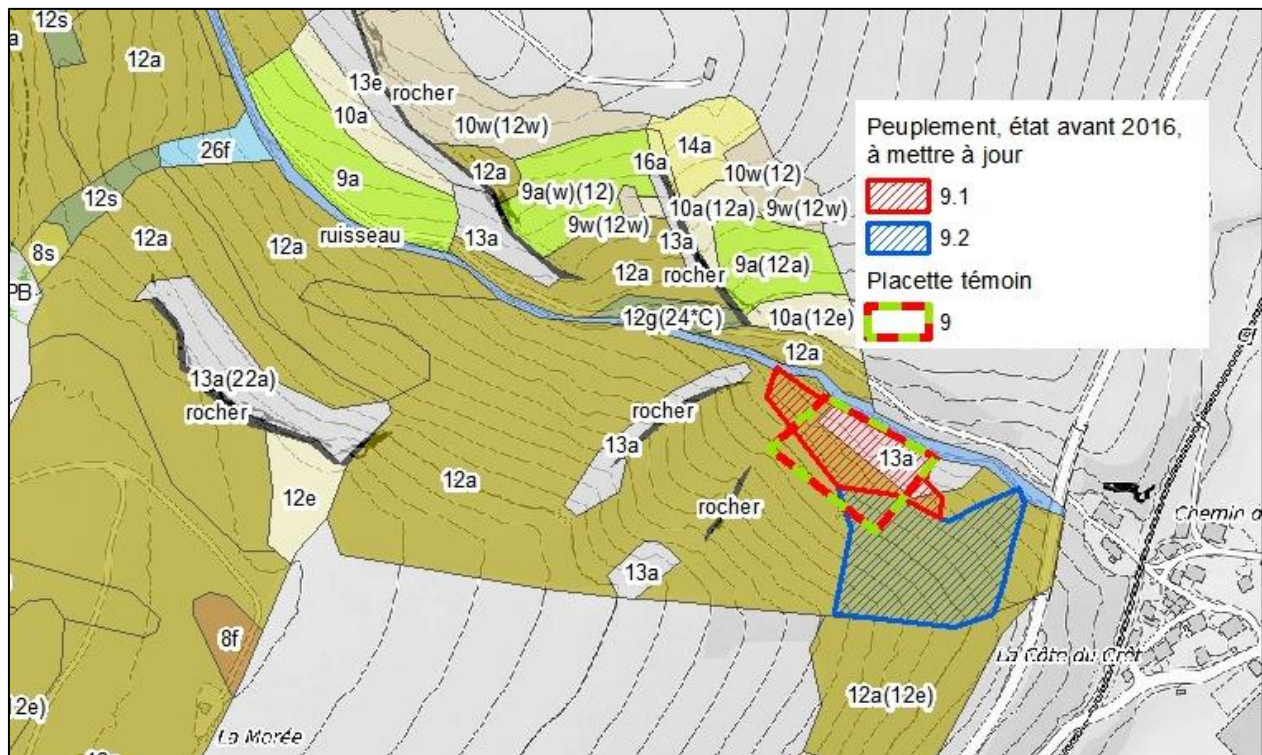 12s
a
12a
13e
rocher
10a
10w(12w)
14a
16a
26f
12a
9a(w)(12)
10w(12)
9a
12s
10a(12a)
9w(12w)
9w(12w)
ruisseau
13a
13a
12a
12a
8s
12a
rocher
9a(12a)
PB
12g(24*C)
10a(12e)
12a
13a(22a)
rocher
rocher
13a
13a
12a
12e
rocher
13a
8f
12e)
12a(12e)
La Morée
La Côte du Crêt
Chemin d
Peuplement, état avant 2016,
à mettre à jour
9.1
9.2
Placette témoin
9